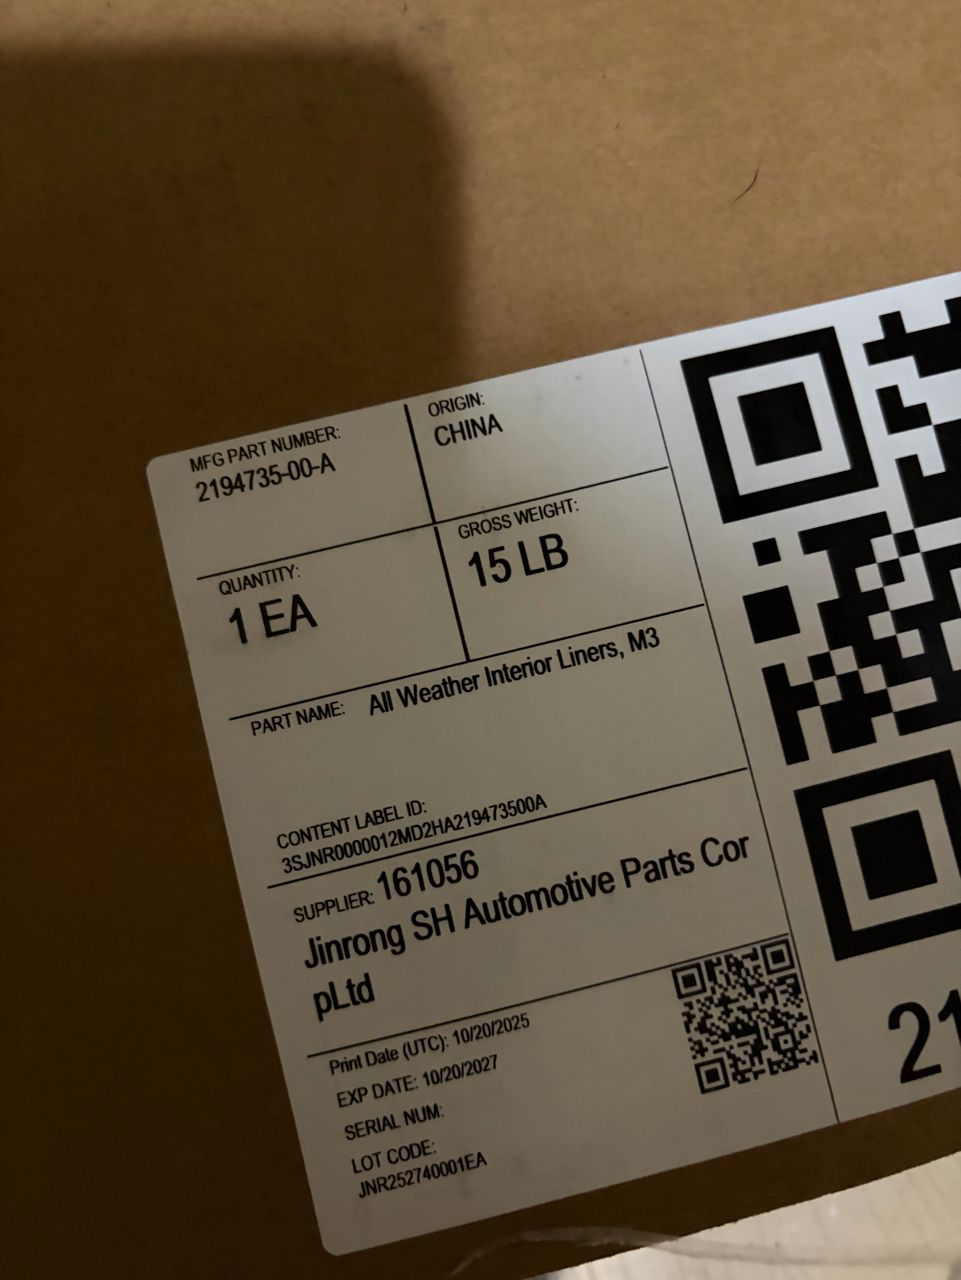 MFG PART NUMBER:
2194735-00-A
ORIGIN:
CHINA
QUANTITY:
1 EA
GROSS WEIGHT:
15 LB
PART NAME: All Weather Interior Liners, M3
CONTENT LABEL ID:
3SJNR0000012MD2HA219473500A
SUPPLIER: 161056
Jinrong SH Automotive Parts Cor
pLtd
Print Date (UTC): 10/20/2025
EXP DATE: 10/20/2027
SERIAL NUM:
LOT CODE:
JNR252740001EA
21